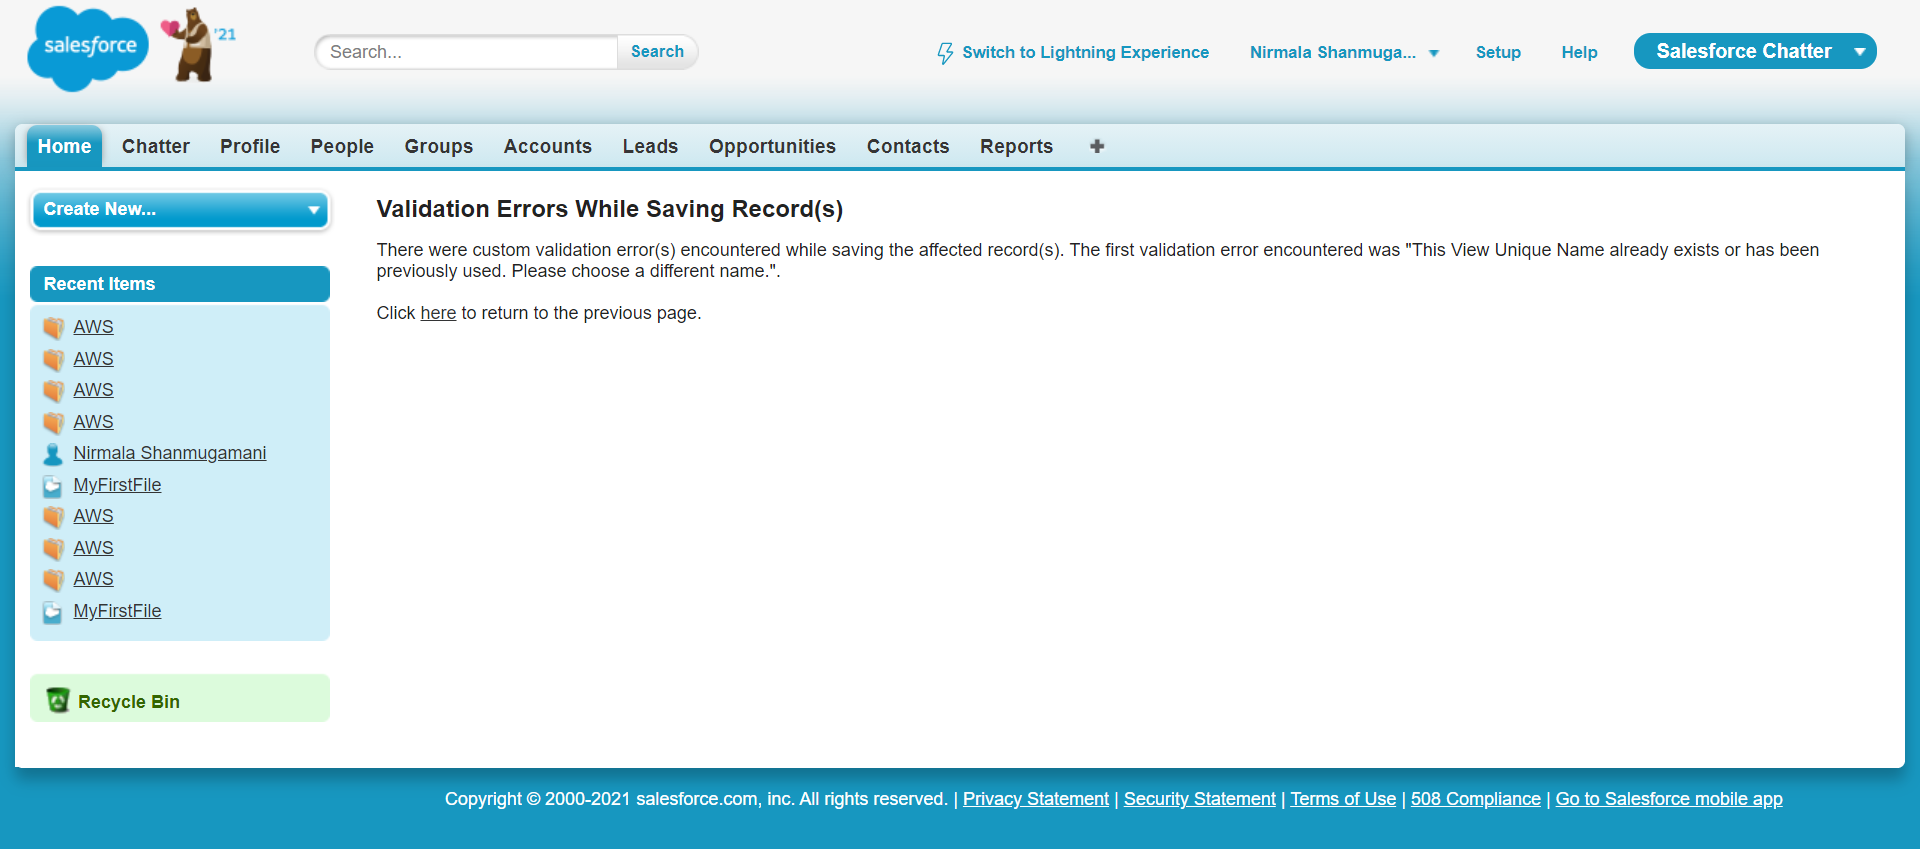 salesforce
'21
Search...
Search
Switch to Lightning Experience
Nirmala Shanmuga...
Setup
Help
Salesforce Chatter
Home
Chatter
Profile
People
Groups
Accounts
Leads
Opportunities
Contacts
Reports
Create New...
Recent Items
AWS
AWS
AWS
AWS
Nirmala Shanmugamani
MyFirstFile
AWS
AWS
AWS
MyFirstFile
Recycle Bin
Validation Errors While Saving Record(s)
There were custom validation error(s) encountered while saving the affected record(s). The first validation error encountered was "This View Unique Name already exists or has been
previously used. Please choose a different name.".
Click here to return to the previous page.
Copyright © 2000-2021 salesforce.com, inc. All rights reserved. | Privacy Statement | Security Statement | Terms of Use | 508 Compliance | Go to Salesforce mobile app